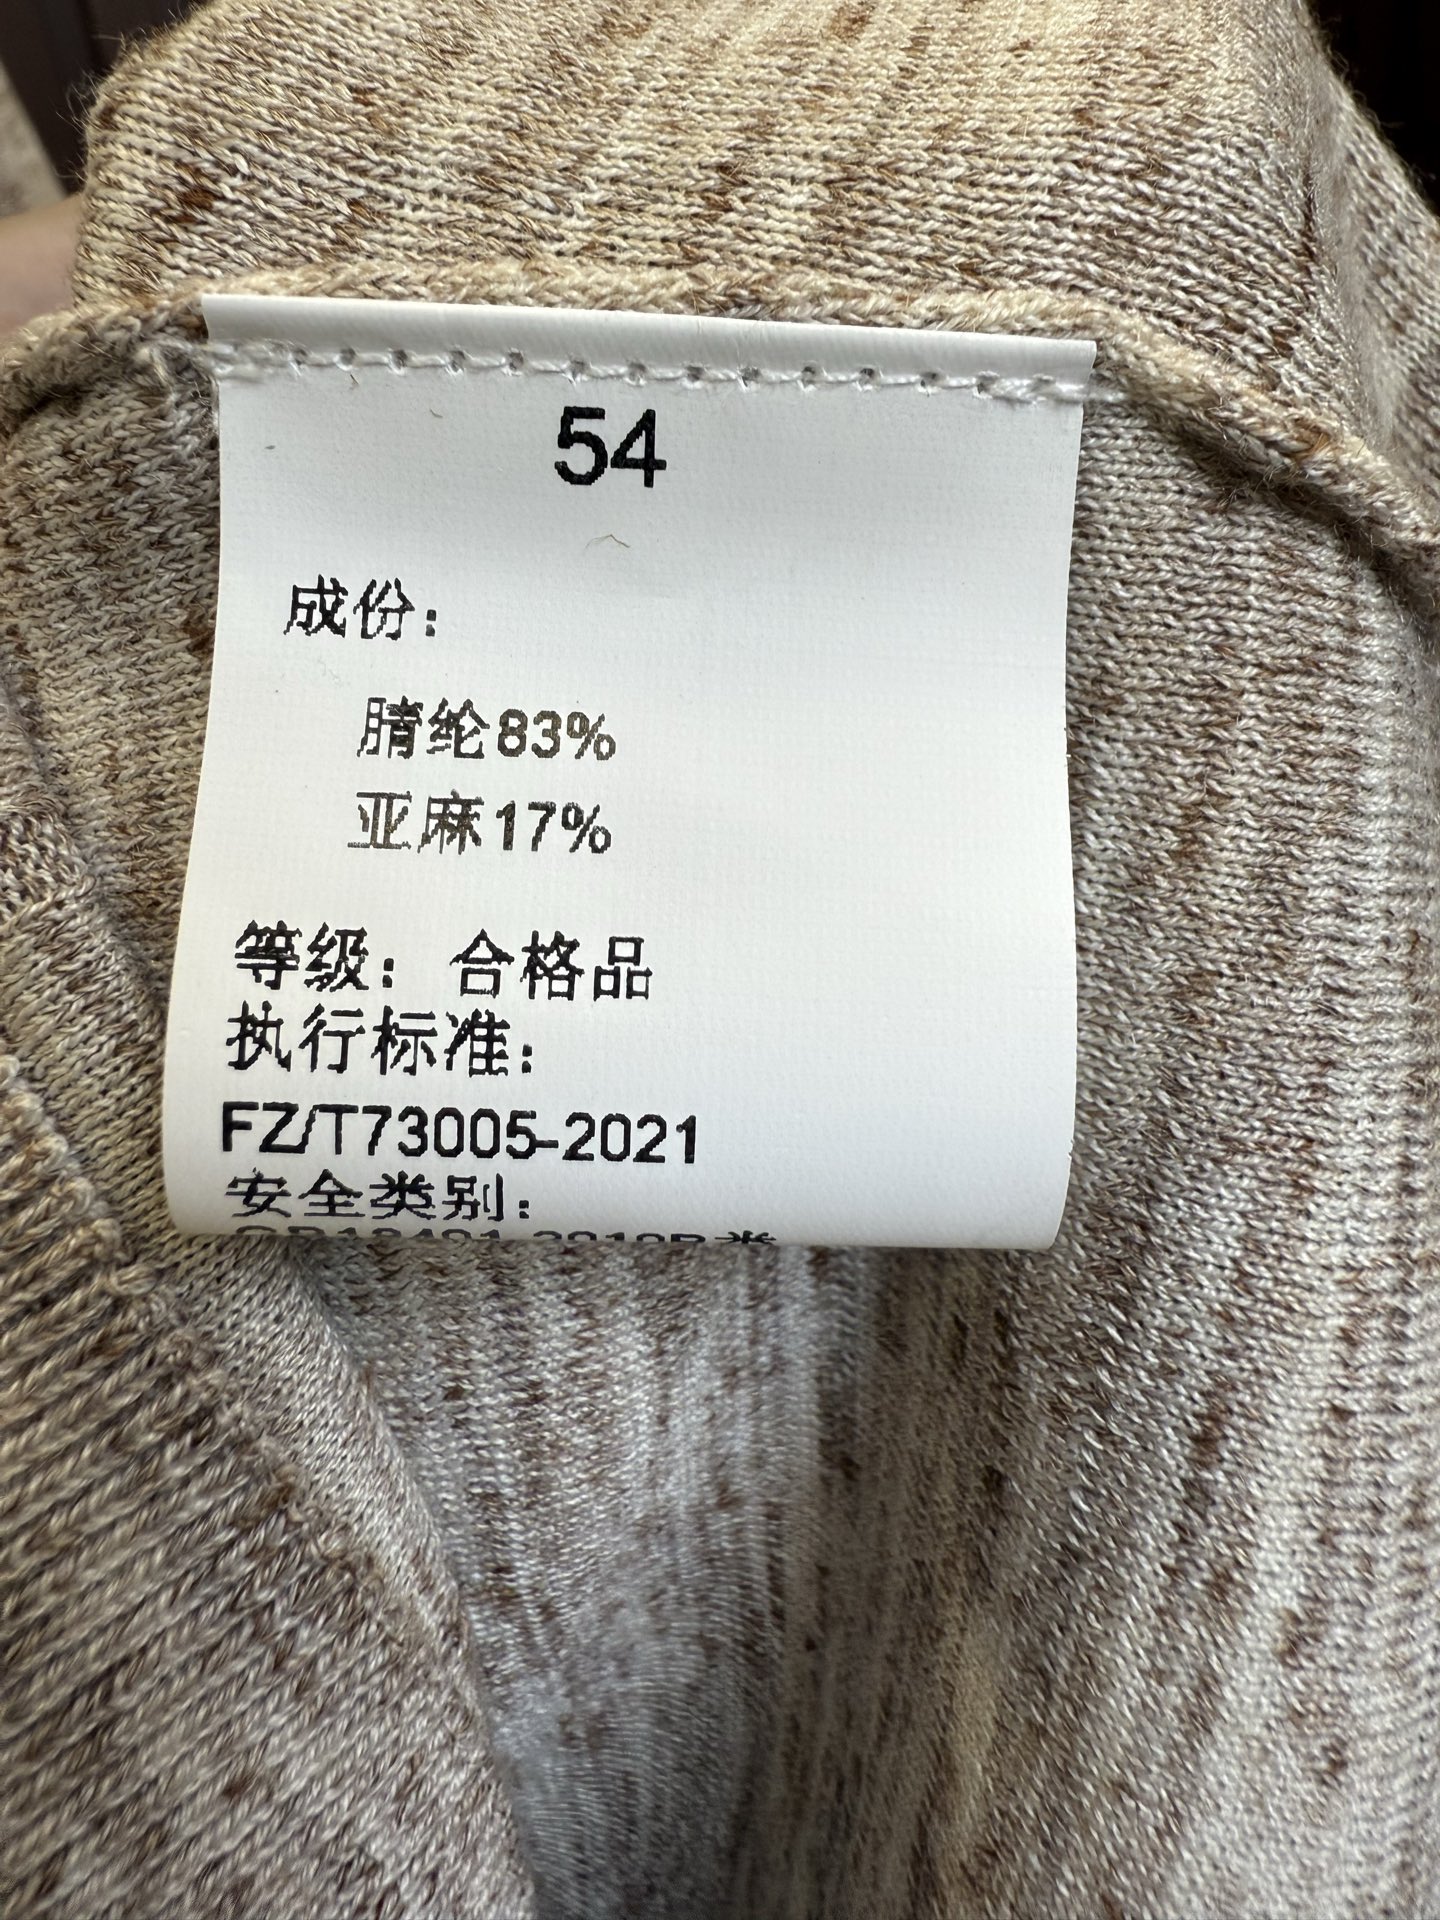 54
成份：
腈纶83%
亚麻17%
等级：合格品
执行标准：
FZ/T73005-2021
安全类别：